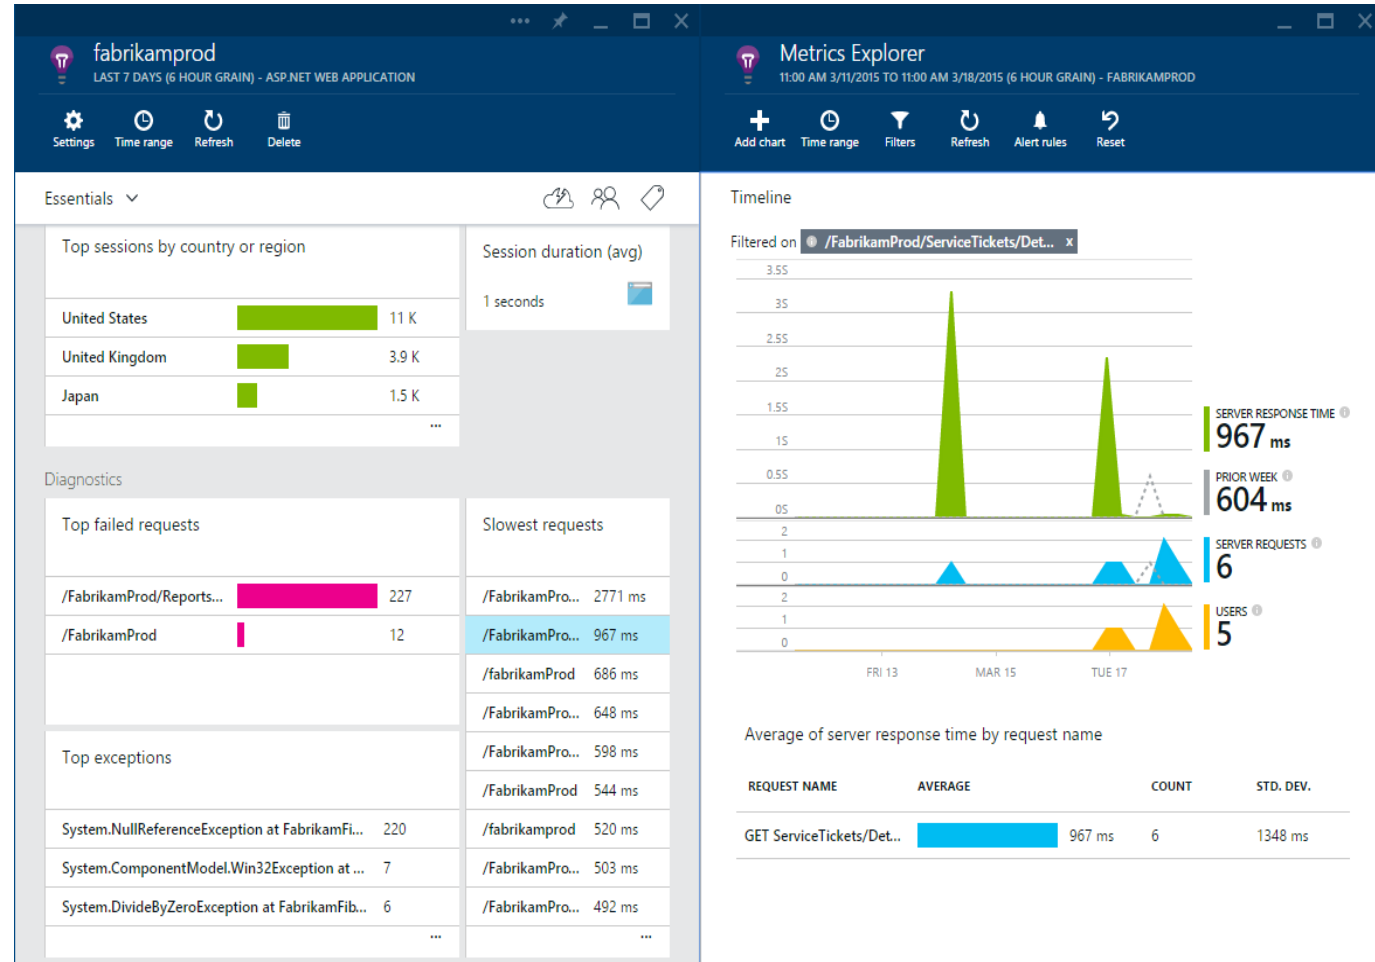 fabrikamprod
LAST 7 DAYS (6 HOUR GRAIN) - ASP.NET WEB APPLICATION
Settings Time range Refresh Delete
Essentials
Top sessions by country or region
United States 11 K
United Kingdom 3.9 K
Japan 1.5 K
...
Session duration (avg)
1 seconds
Diagnostics
Top failed requests
/FabrikamProd/Reports... 227
/FabrikamProd 12
Slowest requests
/FabrikamPro... 2771 ms
/FabrikamPro... 967 ms
/fabrikamProd 686 ms
/FabrikamPro... 648 ms
/FabrikamPro... 598 ms
/FabrikamProd 544 ms
/fabrikamprod 520 ms
/FabrikamPro... 503 ms
/FabrikamPro... 492 ms
...
Top exceptions
System.NullReferenceException at FabrikamFi... 220
System.ComponentModel.Win32Exception at ... 7
System.DivideByZeroException at FabrikamFib... 6
...
Metrics Explorer
11:00 AM 3/11/2015 TO 11:00 AM 3/18/2015 (6 HOUR GRAIN) - FABRIKAMPROD
Add chart Time range Filters Refresh Alert rules Reset
Timeline
Filtered on /FabrikamProd/ServiceTickets/Det... x
3.5S
3S
2.5S
2S
1.5S
1S
0.5S
0S
2
1
0
2
1
0
FRI 13 MAR 15 TUE 17
SERVER RESPONSE TIME
967 ms
PRIOR WEEK
604 ms
SERVER REQUESTS
6
USERS
5
Average of server response time by request name
REQUEST NAME AVERAGE COUNT STD. DEV.
GET ServiceTickets/Det... 967 ms 6 1348 ms